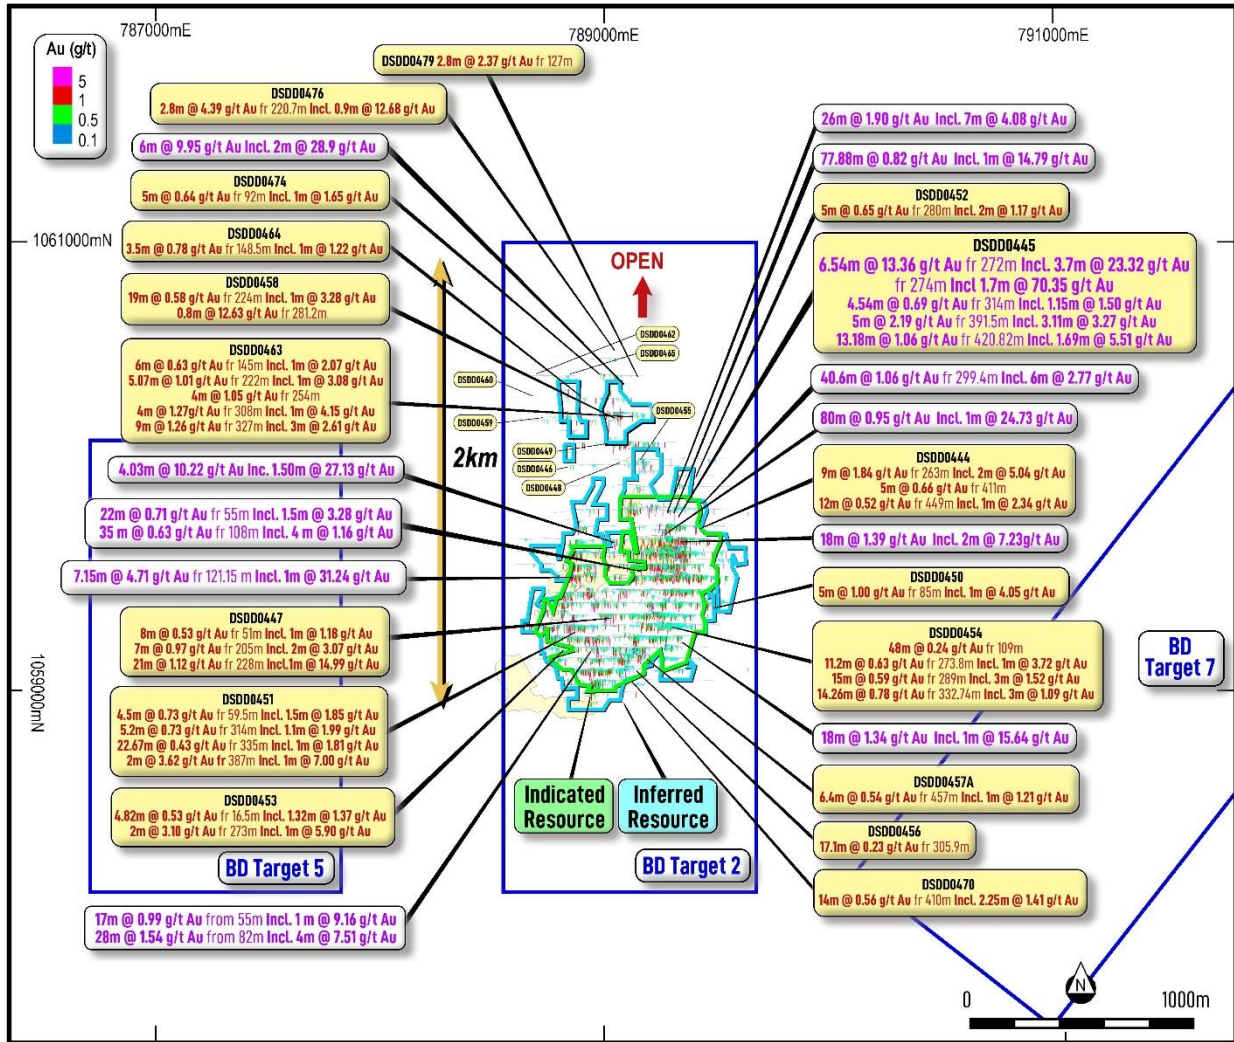 787000mE
789000mE
791000mE
Au (g/t)
5
1
0.5
0.1
DSDD0479 2.8m @ 2.37 g/t Au fr 127m
DSDD0476
2.8m @ 4.39 g/t Au fr 220.7m Incl. 0.9m @ 12.68 g/t Au
6m @ 9.95 g/t Au Incl. 2m @ 28.9 g/t Au
DSDD0474
5m @ 0.64 g/t Au fr 92m Incl. 1m @ 1.65 g/t Au
DSDD0464
3.5m @ 0.78 g/t Au fr 148.5m Incl. 1m @ 1.22 g/t Au
DSDD0458
19m @ 0.58 g/t Au fr 224m Incl. 1m @ 3.28 g/t Au
0.8m @ 12.63 g/t Au fr 281.2m
DSDD0463
6m @ 0.63 g/t Au fr 145m Incl. 1m @ 2.07 g/t Au
5.07m @ 1.01 g/t Au fr 222m Incl. 1m @ 3.08 g/t Au
4m @ 1.05 g/t Au fr 254m
4m @ 1.27g/t Au fr 308m Incl. 1m @ 4.15 g/t Au
9m @ 1.26 g/t Au fr 327m Incl. 3m @ 2.61 g/t Au
4.03m @ 10.22 g/t Au Inc. 1.50m @ 27.13 g/t Au
22m @ 0.71 g/t Au fr 55m Incl. 1.5m @ 3.28 g/t Au
35 m @ 0.63 g/t Au fr 108m Incl. 4 m @ 1.16 g/t Au
7.15m @ 4.71 g/t Au fr 121.15 m Incl. 1m @ 31.24 g/t Au
DSDD0447
8m @ 0.53 g/t Au fr 51m Incl. 1m @ 1.18 g/t Au
7m @ 0.97 g/t Au fr 205m Incl. 2m @ 3.07 g/t Au
21m @ 1.12 g/t Au fr 228m Incl.1m @ 14.99 g/t Au
DSDD0451
4.5m @ 0.73 g/t Au fr 59.5m Incl. 1.5m @ 1.85 g/t Au
5.2m @ 0.73 g/t Au fr 314m Incl. 1.1m @ 1.99 g/t Au
22.67m @ 0.43 g/t Au fr 335m Incl. 1m @ 1.81 g/t Au
2m @ 3.62 g/t Au fr 387m Incl. 1m @ 7.00 g/t Au
DSDD0453
4.82m @ 0.53 g/t Au fr 16.5m Incl. 1.32m @ 1.37 g/t Au
2m @ 3.10 g/t Au fr 273m Incl. 1m @ 5.90 g/t Au
BD Target 5
17m @ 0.99 g/t Au from 55m Incl. 1 m @ 9.16 g/t Au
28m @ 1.54 g/t Au from 82m Incl. 4m @ 7.51 g/t Au
1061000mN
1059000mN
2km
OPEN
DSDD0462
DSDD0465
DSDD0460
DSDD0455
DSDD0459
DSDD0449
DSDD0446
DSDD0448
Indicated
Resource
Inferred
Resource
BD Target 2
26m @ 1.90 g/t Au Incl. 7m @ 4.08 g/t Au
77.88m @ 0.82 g/t Au Incl. 1m @ 14.79 g/t Au
DSDD0452
5m @ 0.65 g/t Au fr 280m Incl. 2m @ 1.17 g/t Au
DSDD0445
6.54m @ 13.36 g/t Au fr 272m Incl. 3.7m @ 23.32 g/t Au
fr 274m Incl 1.7m @ 70.35 g/t Au
4.54m @ 0.69 g/t Au fr 314m Incl. 1.15m @ 1.50 g/t Au
5m @ 2.19 g/t Au fr 391.5m Incl. 3.11m @ 3.27 g/t Au
13.18m @ 1.06 g/t Au fr 420.82m Incl. 1.69m @ 5.51 g/t Au
40.6m @ 1.06 g/t Au fr 299.4m Incl. 6m @ 2.77 g/t Au
80m @ 0.95 g/t Au Incl. 1m @ 24.73 g/t Au
DSDD0444
9m @ 1.84 g/t Au fr 263m Incl. 2m @ 5.04 g/t Au
5m @ 0.66 g/t Au fr 411m
12m @ 0.52 g/t Au fr 449m Incl. 1m @ 2.34 g/t Au
18m @ 1.39 g/t Au Incl. 2m @ 7.23g/t Au
DSDD0450
5m @ 1.00 g/t Au fr 85m Incl. 1m @ 4.05 g/t Au
DSDD0454
48m @ 0.24 g/t Au fr 109m
11.2m @ 0.63 g/t Au fr 273.8m Incl. 1m @ 3.72 g/t Au
15m @ 0.59 g/t Au fr 289m Incl. 3m @ 1.52 g/t Au
14.26m @ 0.78 g/t Au fr 332.74m Incl. 3m @ 1.09 g/t Au
18m @ 1.34 g/t Au Incl. 1m @ 15.64 g/t Au
DSDD0457A
6.4m @ 0.54 g/t Au fr 457m Incl. 1m @ 1.21 g/t Au
DSDD0456
17.1m @ 0.23 g/t Au fr 305.9m
DSDD0470
14m @ 0.56 g/t Au fr 410m Incl. 2.25m @ 1.41 g/t Au
BD
Target 7
N
0
1000m